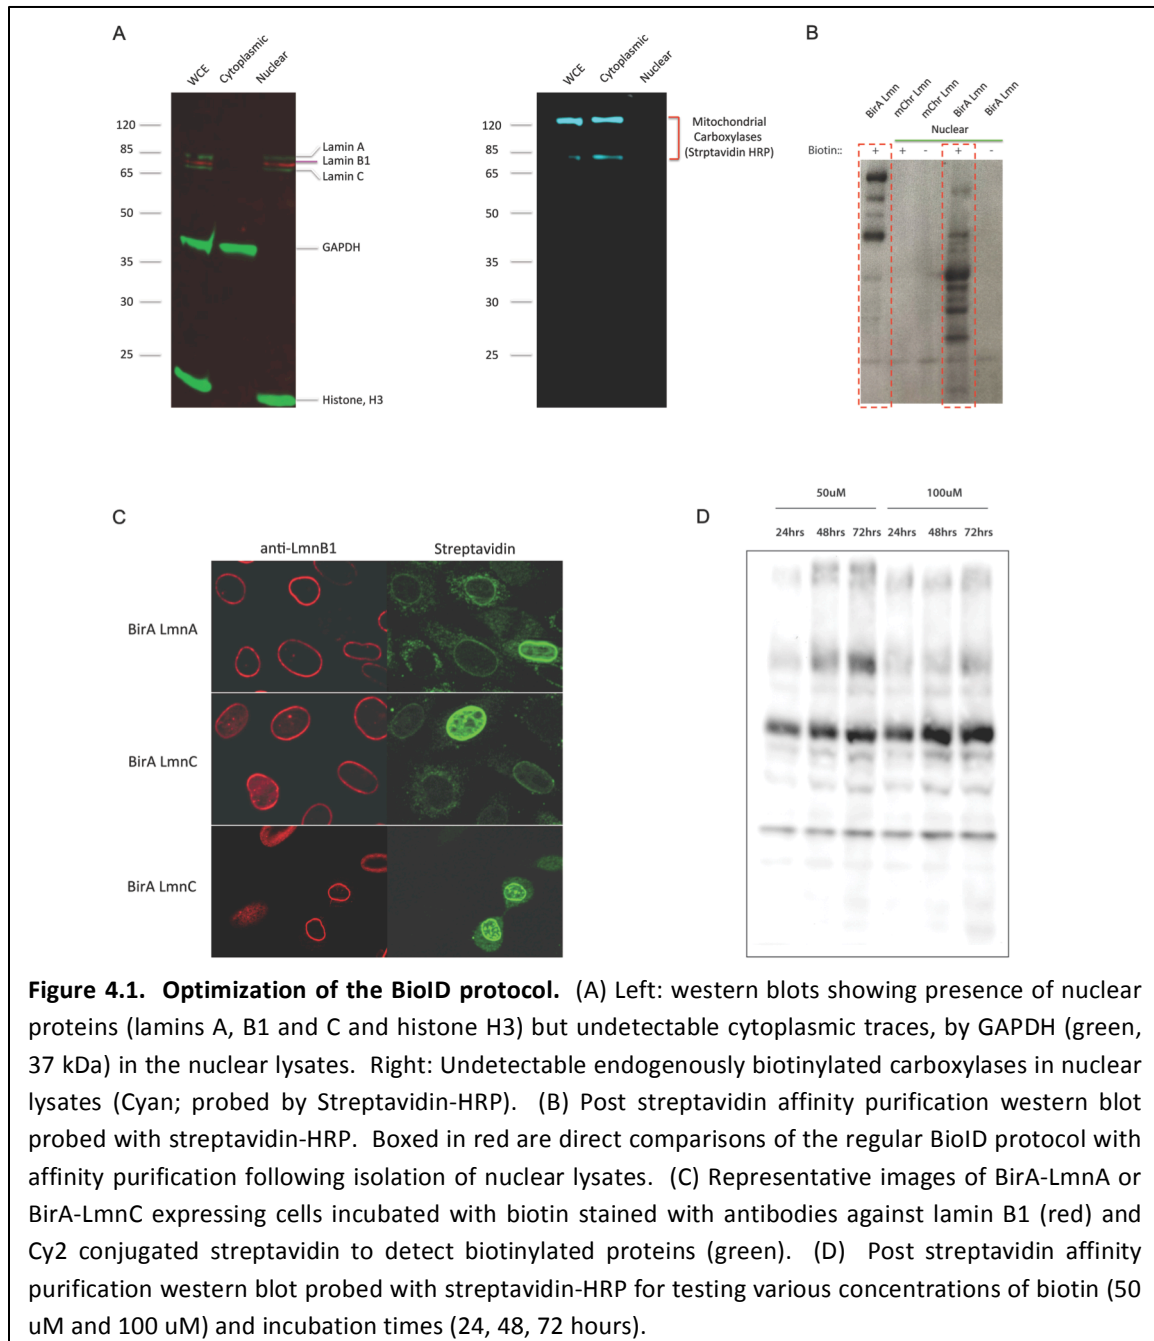 A
WCE
Cytoplasmic
Nuclear
120
85
65
50
35
30
25
Lamin A
Lamin B1
Lamin C
GAPDH
Histone, H3
WCE
Cytoplasmic
Nuclear
120
85
65
50
35
30
25
Mitochondrial
Carboxylases
(Strptavidin HRP)
B
BirA Lmn
mChr Lmn
mChr Lmn
BirA Lmn
BirA Lmn
Nuclear
Biotin:: + + - + -
C
anti-LmnB1 Streptavidin
BirA LmnA
BirA LmnC
BirA LmnC
D
50uM 100uM
24hrs 48hrs 72hrs 24hrs 48hrs 72hrs
Figure 4.1. Optimization of the BioID protocol. (A) Left: western blots showing presence of nuclear
proteins (lamins A, B1 and C and histone H3) but undetectable cytoplasmic traces, by GAPDH (green,
37 kDa) in the nuclear lysates. Right: Undetectable endogenously biotinylated carboxylases in nuclear
lysates (Cyan; probed by Streptavidin-HRP). (B) Post streptavidin affinity purification western blot
probed with streptavidin-HRP. Boxed in red are direct comparisons of the regular BioID protocol with
affinity purification following isolation of nuclear lysates. (C) Representative images of BirA-LmnA or
BirA-LmnC expressing cells incubated with biotin stained with antibodies against lamin B1 (red) and
Cy2 conjugated streptavidin to detect biotinylated proteins (green). (D) Post streptavidin affinity
purification western blot probed with streptavidin-HRP for testing various concentrations of biotin (50
uM and 100 uM) and incubation times (24, 48, 72 hours).